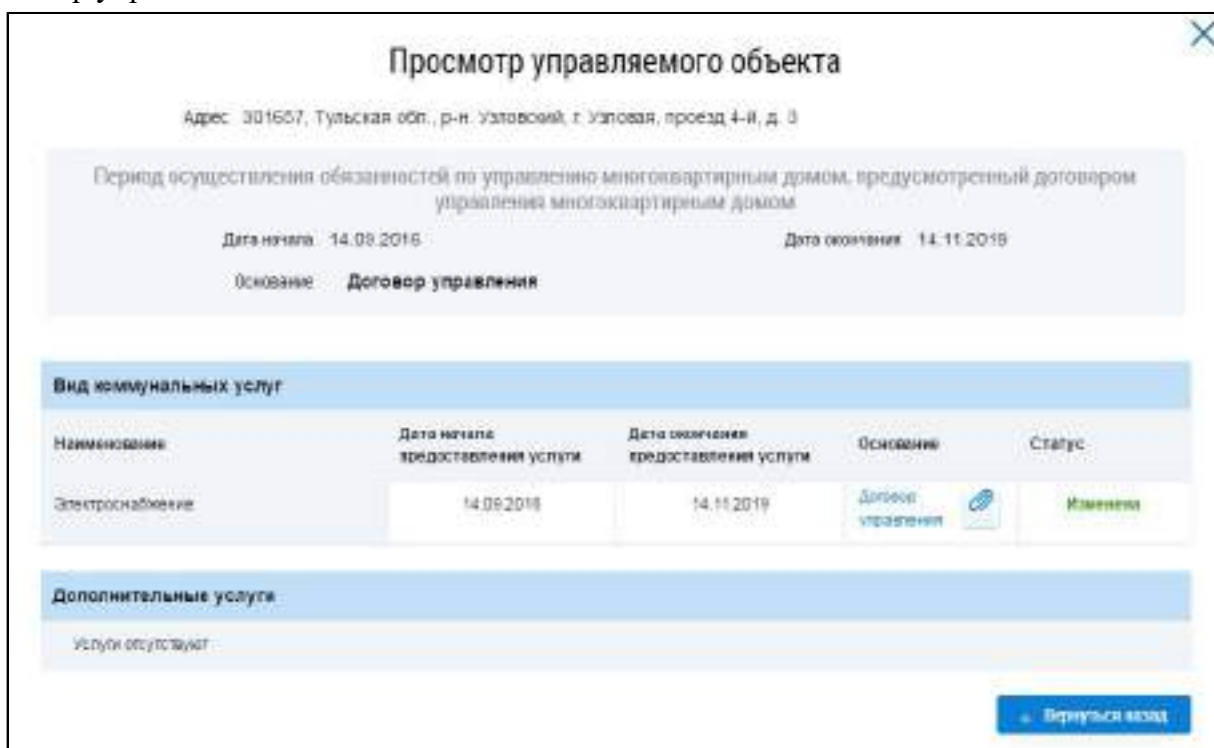 Просмотр управляемого объекта
Адрес 301657, Тульская обл., р-н. Узловский, г. Узловая, проезд 4-й, д. 3
Период осуществления обязанностей по управлению многоквартирным домом, предусмотренный договором
управления многоквартирным домом
Дата начала 14.09.2016 Дата окончания 14.11.2019
Основание Договор управления
Вид коммунальных услуг
Наименование Дата начала предоставления услуги Дата окончания предоставления услуги Основание Статус
Электроснабжение 14.09.2016 14.11.2019 Договор управления Изменена
Дополнительные услуги
Услуги отсутствуют
Вернуться назад